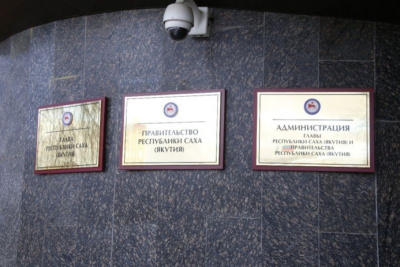 ГЛАВА
РЕСПУБЛИКИ САХА
(ЯКУТИЯ)
ПРАВИТЕЛЬСТВО
РЕСПУБЛИКИ САХА
(ЯКУТИЯ)
АДМИНИСТРАЦИЯ
ГЛАВЫ
РЕСПУБЛИКИ САХА (ЯКУТИЯ) И
ПРАВИТЕЛЬСТВА
РЕСПУБЛИКИ САХА (ЯКУТИЯ)